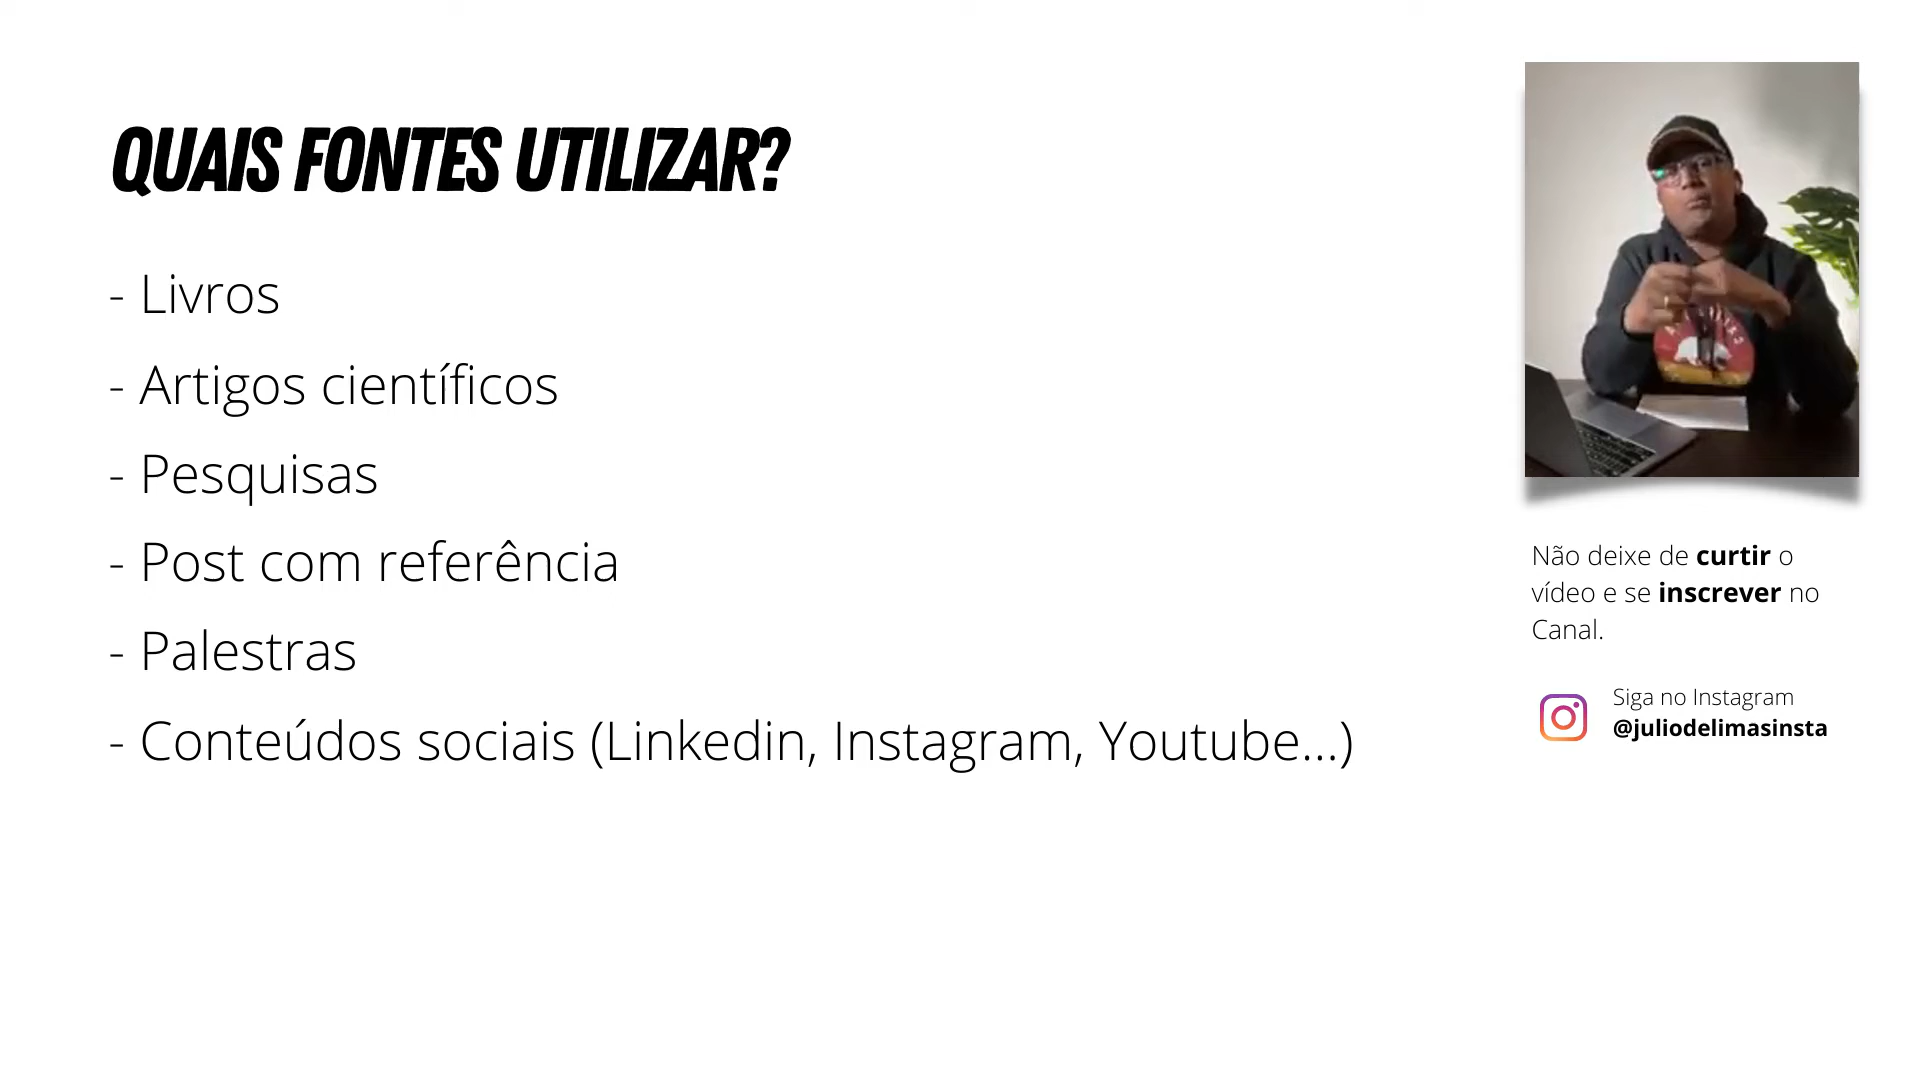 QUAIS FONTES UTILIZAR?
- Livros
- Artigos científicos
- Pesquisas
- Post com referência
- Palestras
- Conteúdos sociais (Linkedin, Instagram, Youtube...)
Não deixe de curtir o
vídeo e se inscrever no
Canal.
Siga no Instagram
@juliodelimasinsta